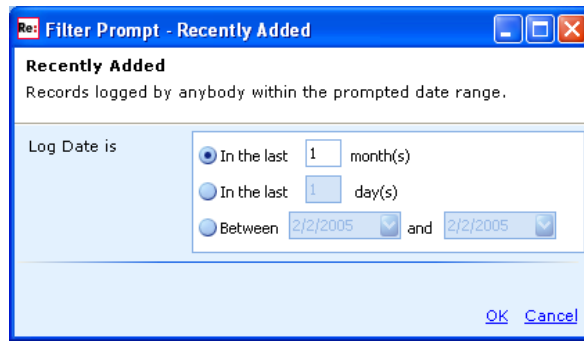 Re: Filter Prompt - Recently Added
Recently Added
Records logged by anybody within the prompted date range.
Log Date is
In the last 1 month(s)
In the last 1 day(s)
Between 2/2/2005 and 2/2/2005
OK Cancel